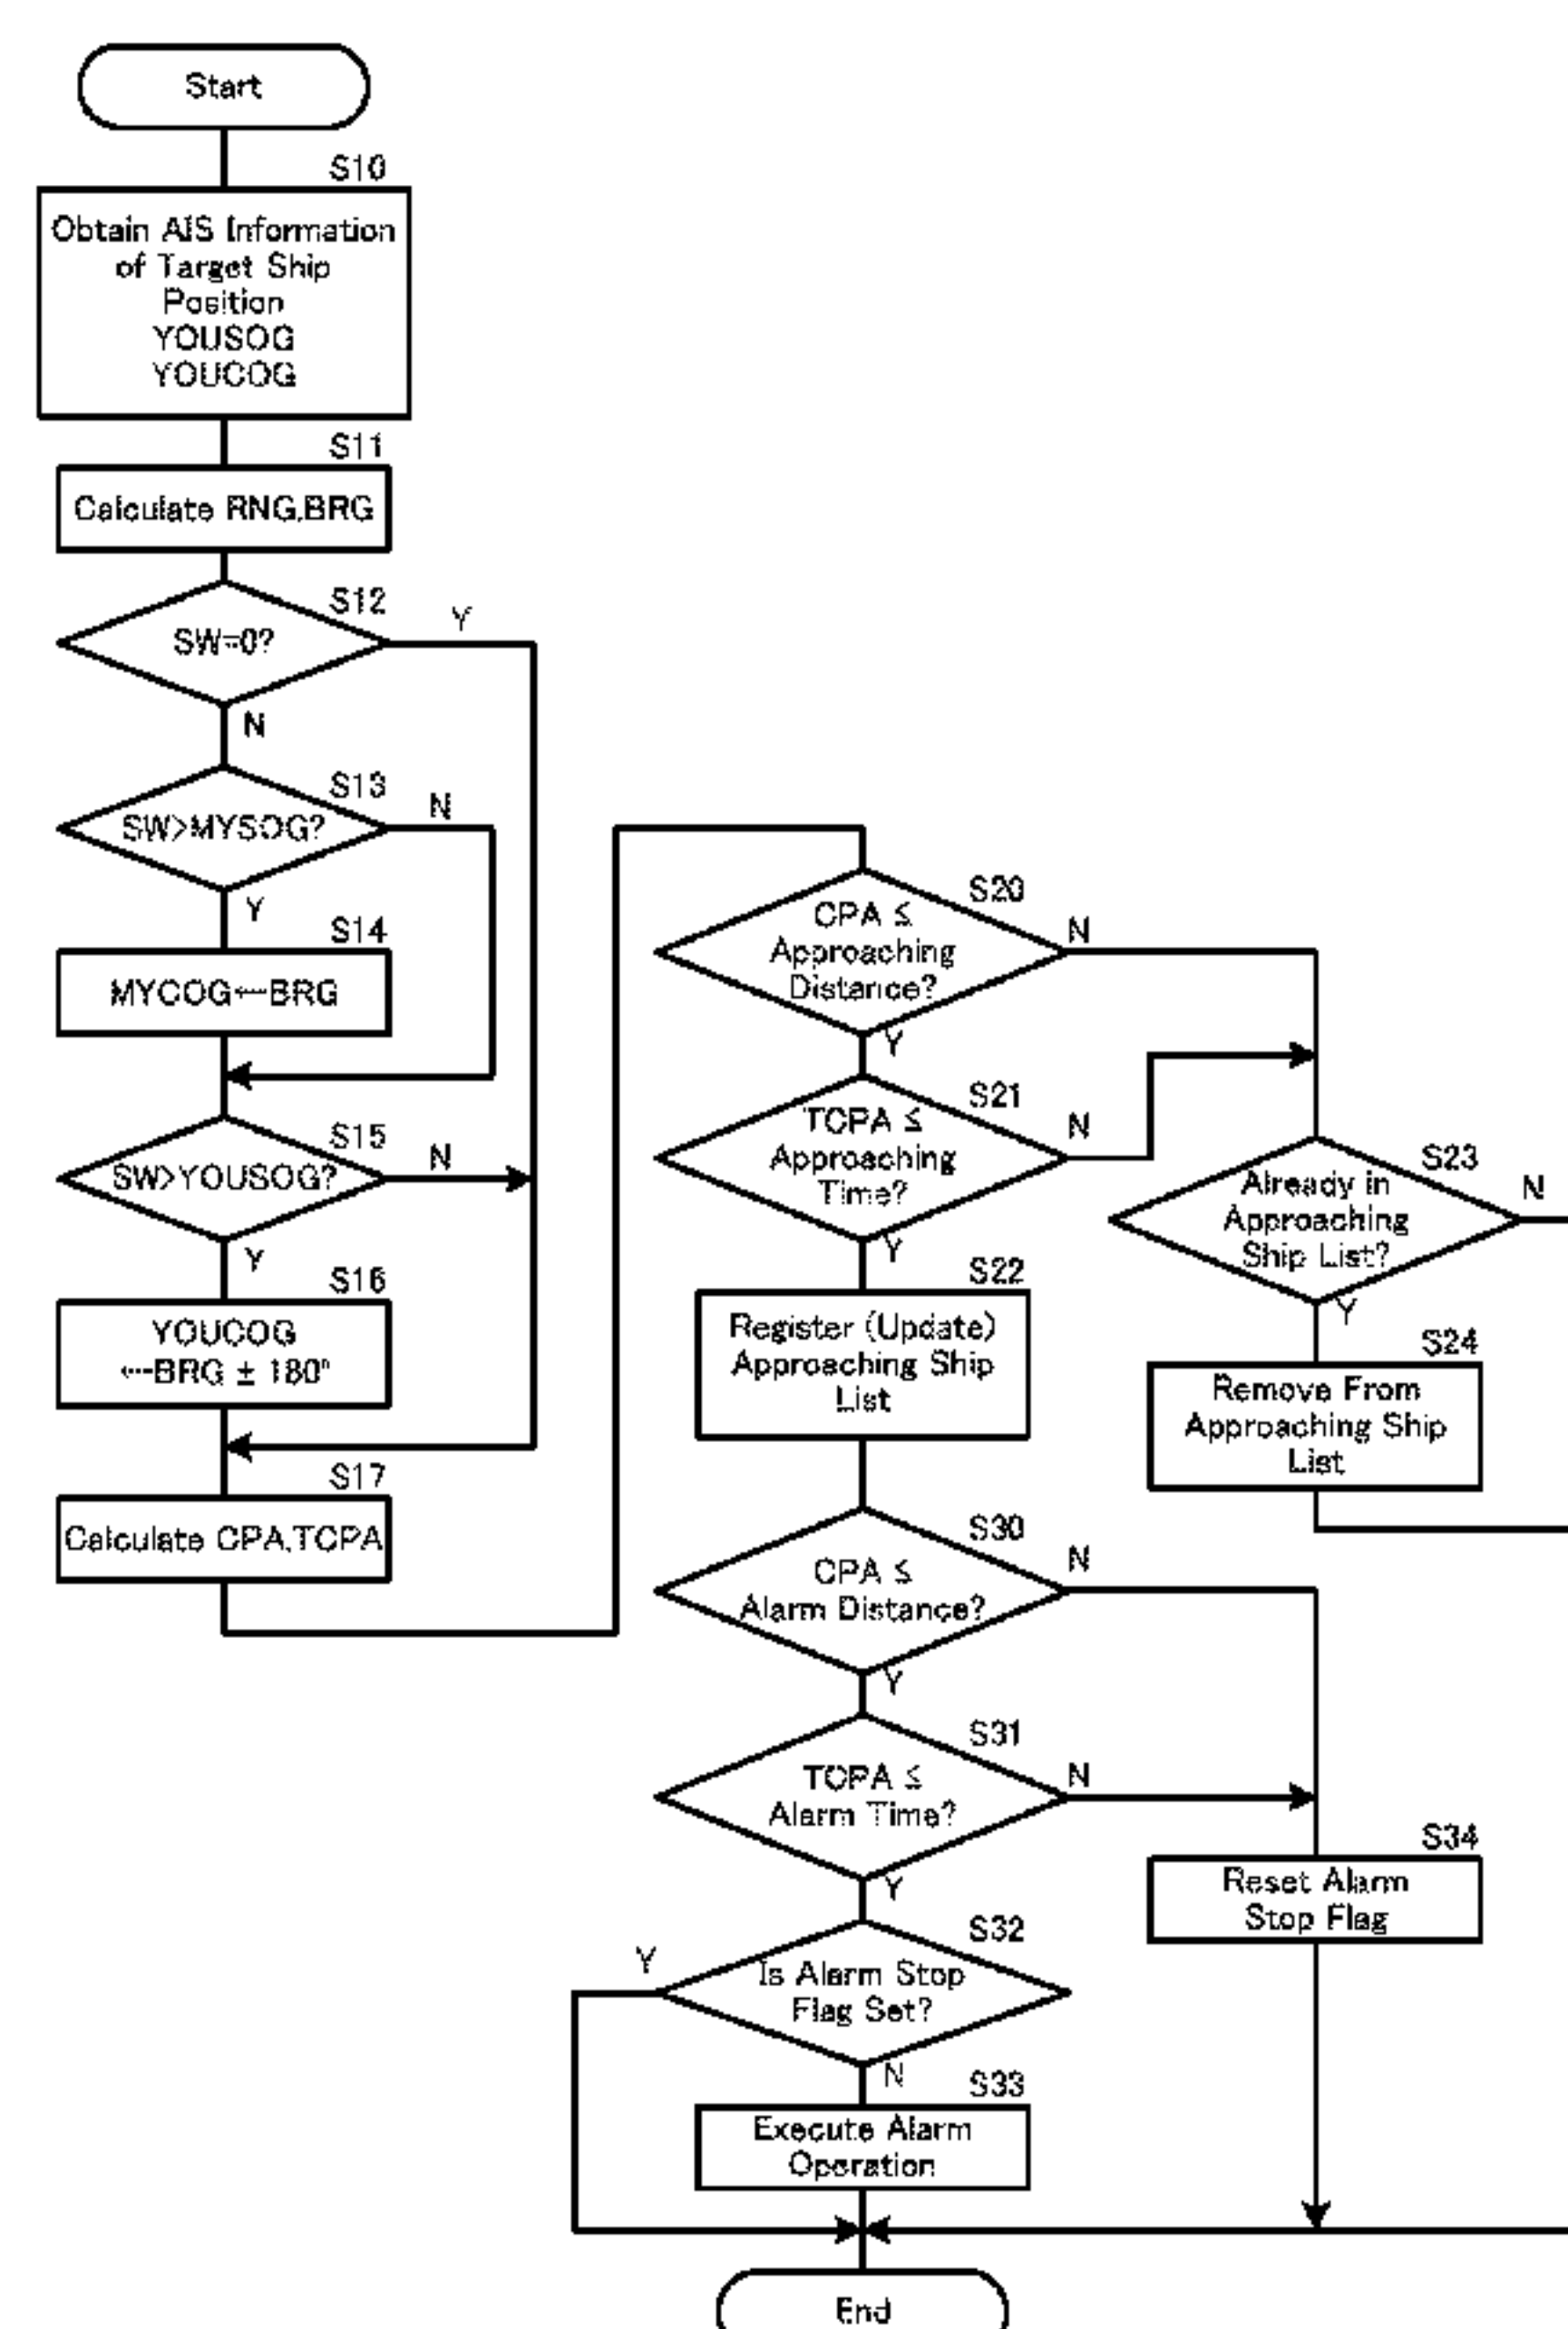 Start
S10
Obtain AIS Information
of Target Ship
Position
YOUSOG
YOUCOG
S11
Calculate RNG,BRG
S12
SW=0?
Y
N
S13
SW>MYSOG?
N
Y
S14
MYCOG←BRG
S15
SW>YOUSOG?
N
Y
S16
YOUCOG
←BRG ± 180°
S17
Calculate CPA,TCPA
S20
CPA ≤
Approaching
Distance?
N
Y
S21
TCPA ≤
Approaching
Time?
N
Y
S22
Register (Update)
Approaching Ship
List
S23
Already in
Approaching
Ship List?
N
Y
S24
Remove From
Approaching Ship
List
S30
CPA ≤
Alarm Distance?
N
Y
S31
TCPA ≤
Alarm Time?
N
Y
S32
Is Alarm Stop
Flag Set?
Y
N
S33
Execute Alarm
Operation
S34
Reset Alarm
Stop Flag
End